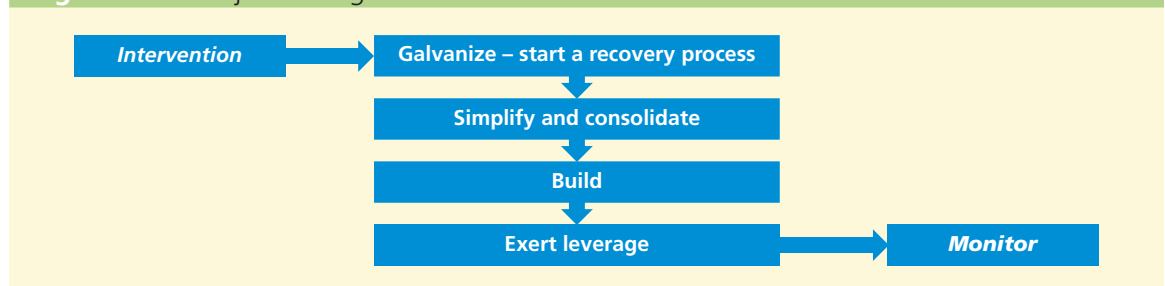 Intervention
Galvanize – start a recovery process
Simplify and consolidate
Build
Exert leverage
Monitor